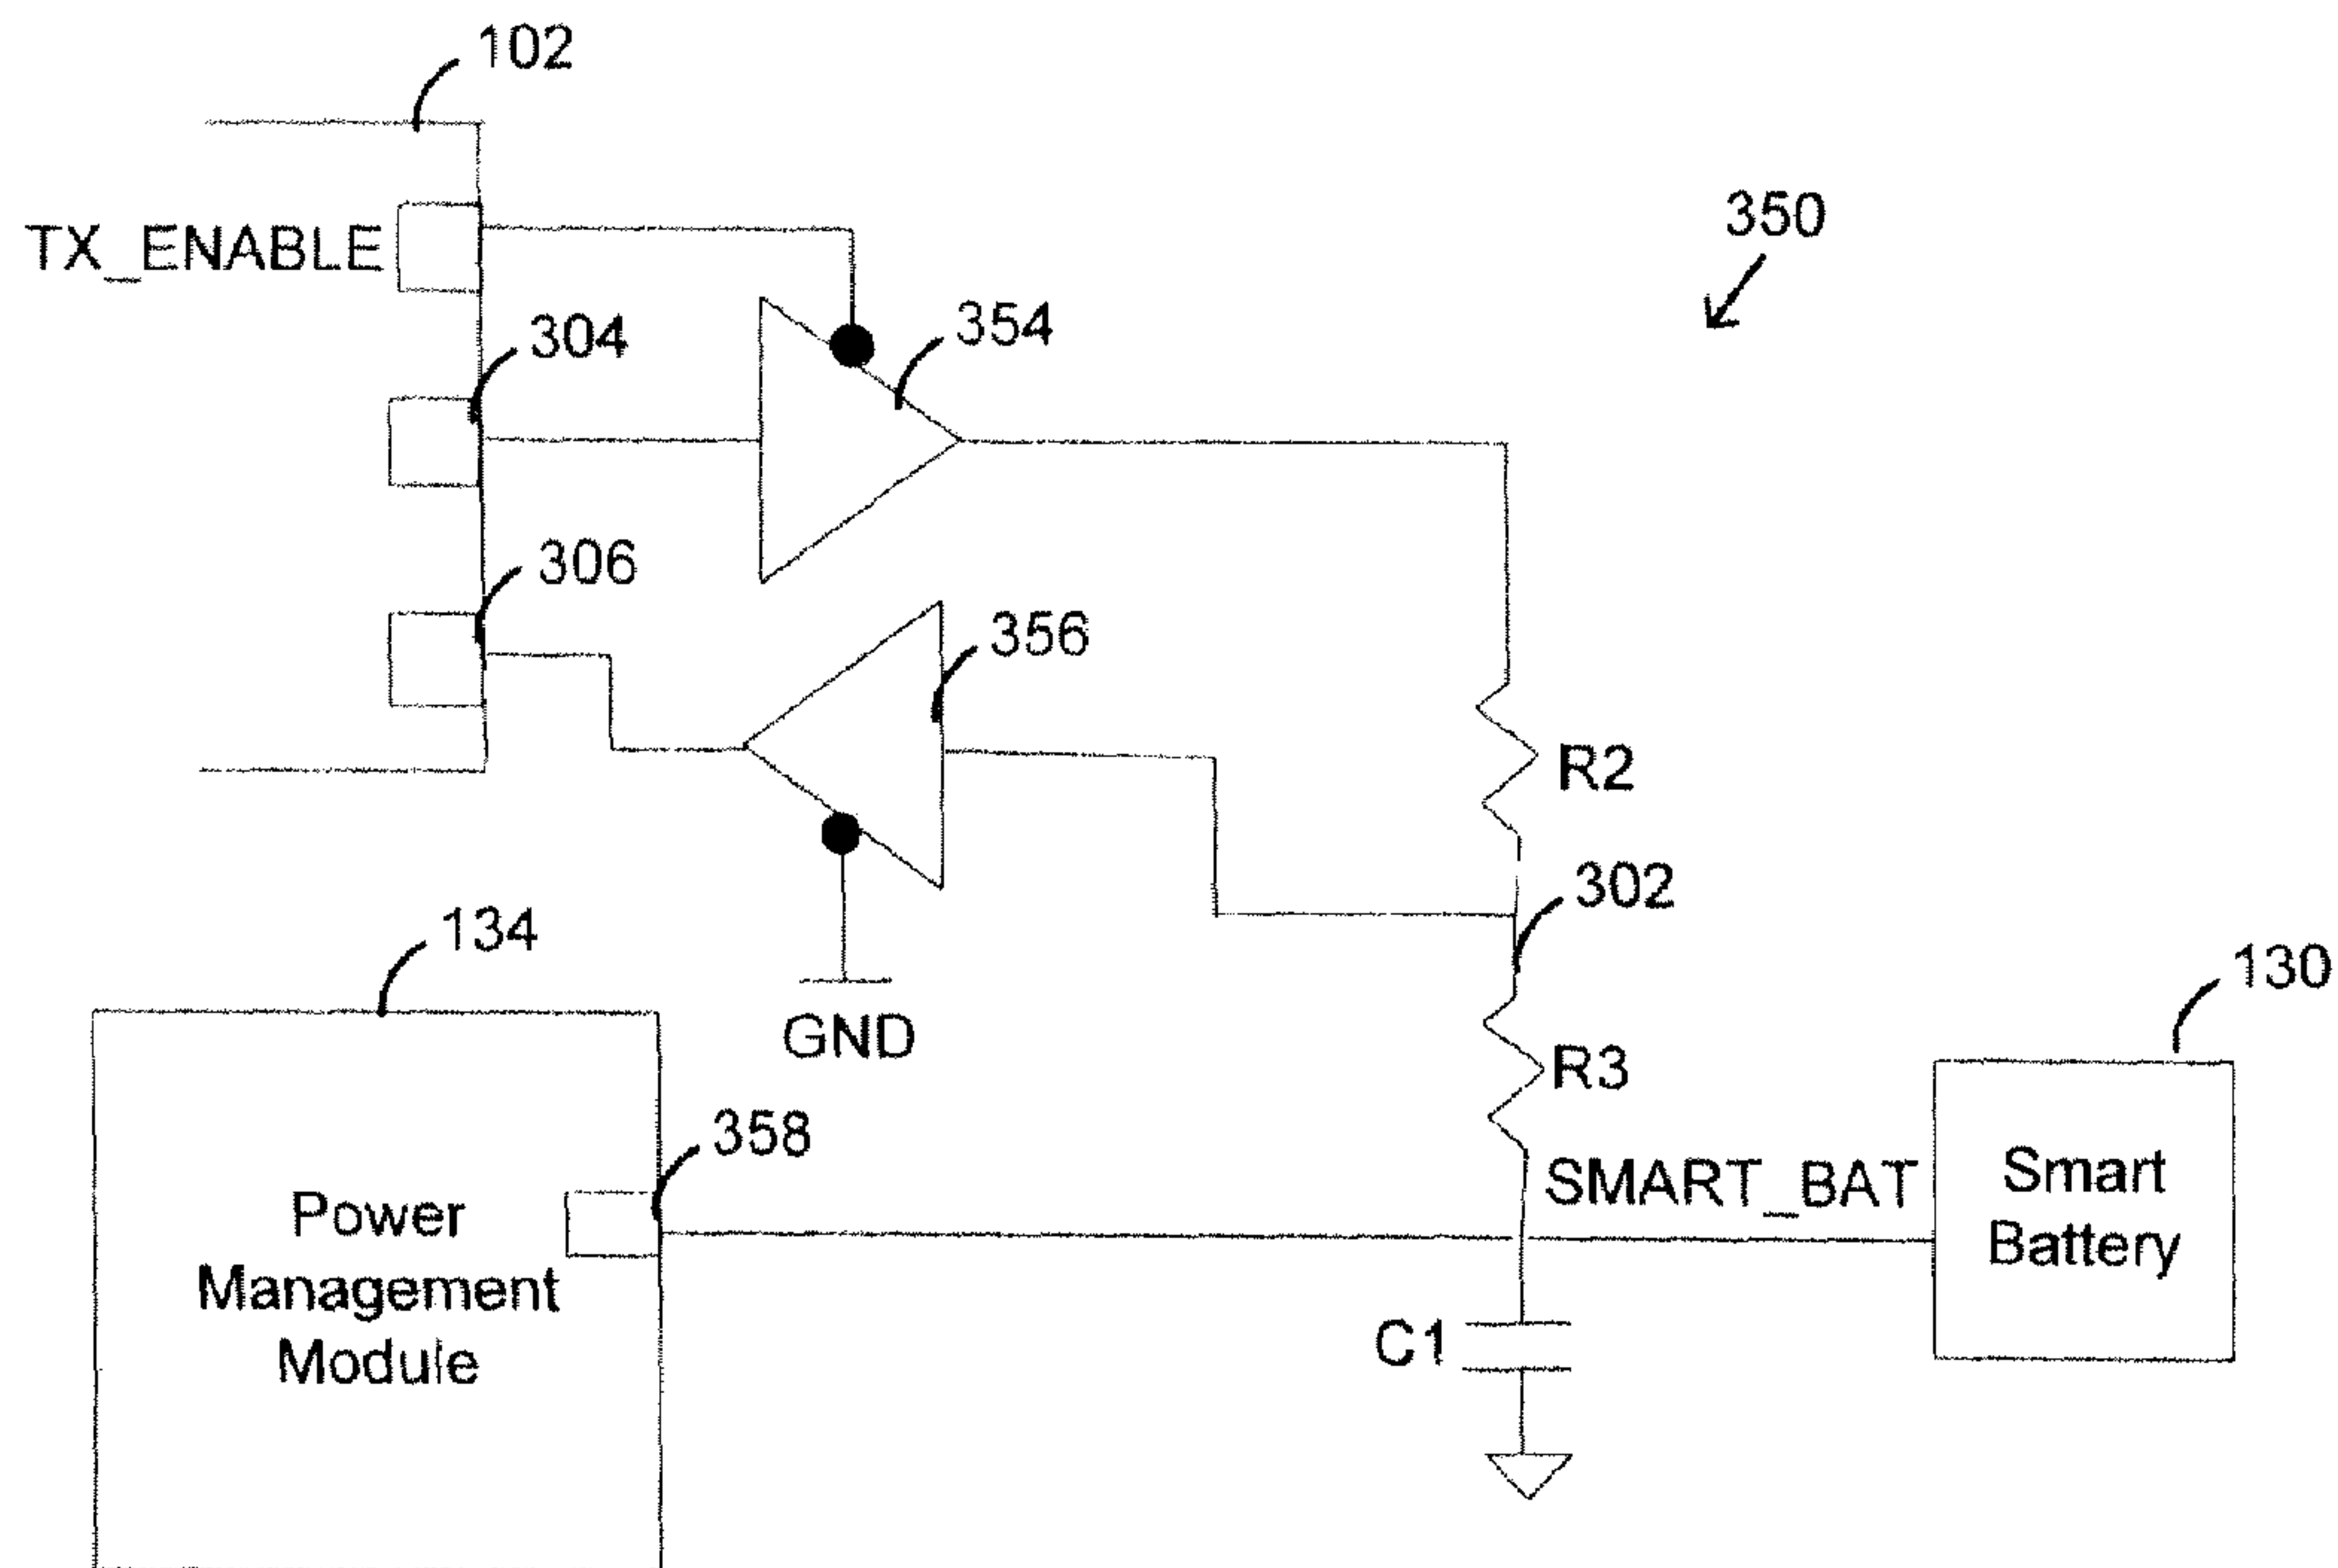 102
TX_ENABLE
350
304
354
306
356
R2
302
134
130
GND
R3
358
SMART_BAT
Smart
Battery
Power
Management
Module
C1